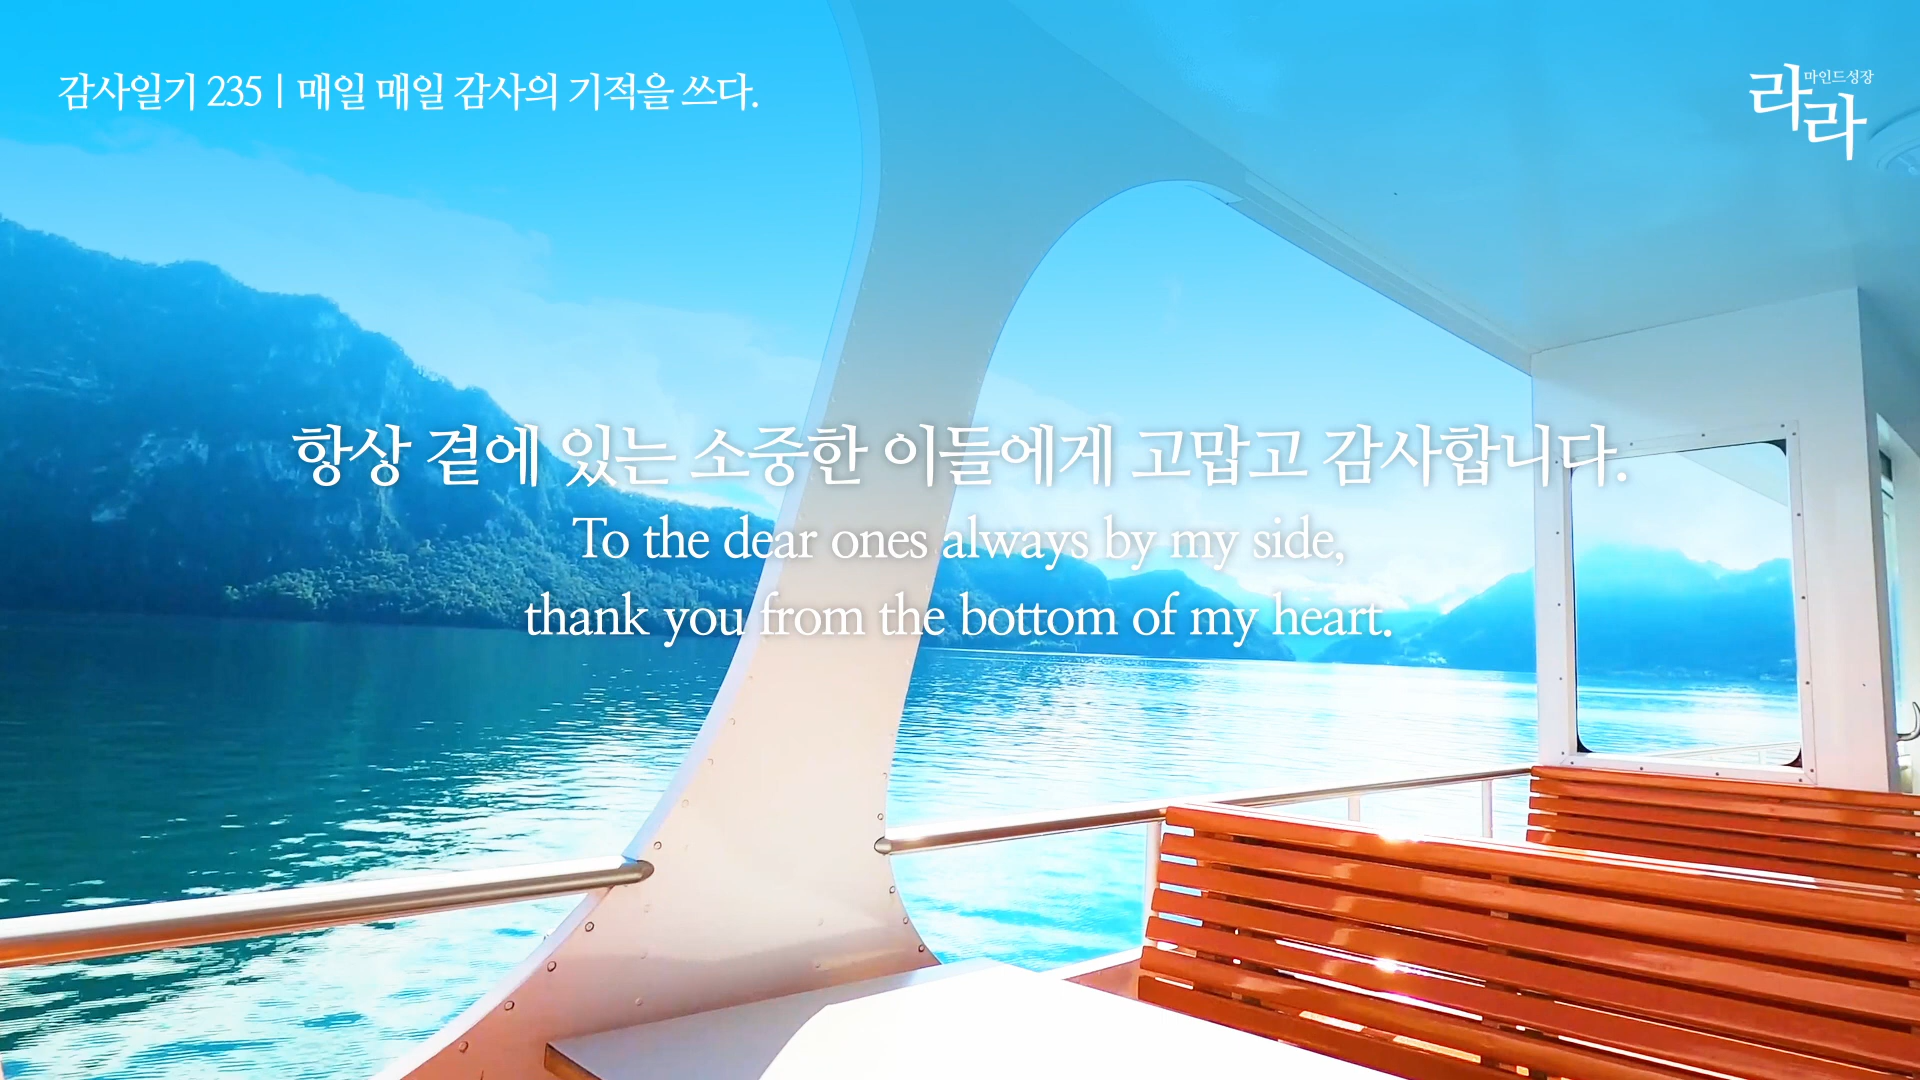 감사일기 235 | 매일 매일 감사의 기적을 쓰다.
마인드성장
라라
항상 곁에 있는 소중한 이들에게 고맙고 감사합니다.
To the dear ones always by my side,
thank you from the bottom of my heart.